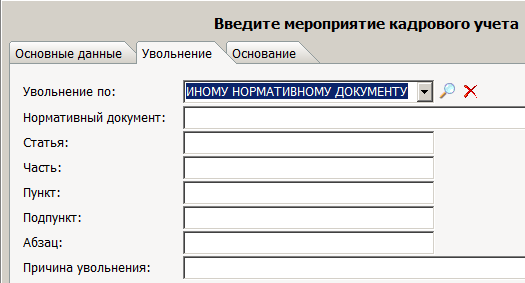 Введите мероприятие кадрового учета
Основные данные Увольнение Основание
Увольнение по: ИНОМУ НОРМАТИВНОМУ ДОКУМЕНТУ
Нормативный документ:
Статья:
Часть:
Пункт:
Подпункт:
Абзац:
Причина увольнения: